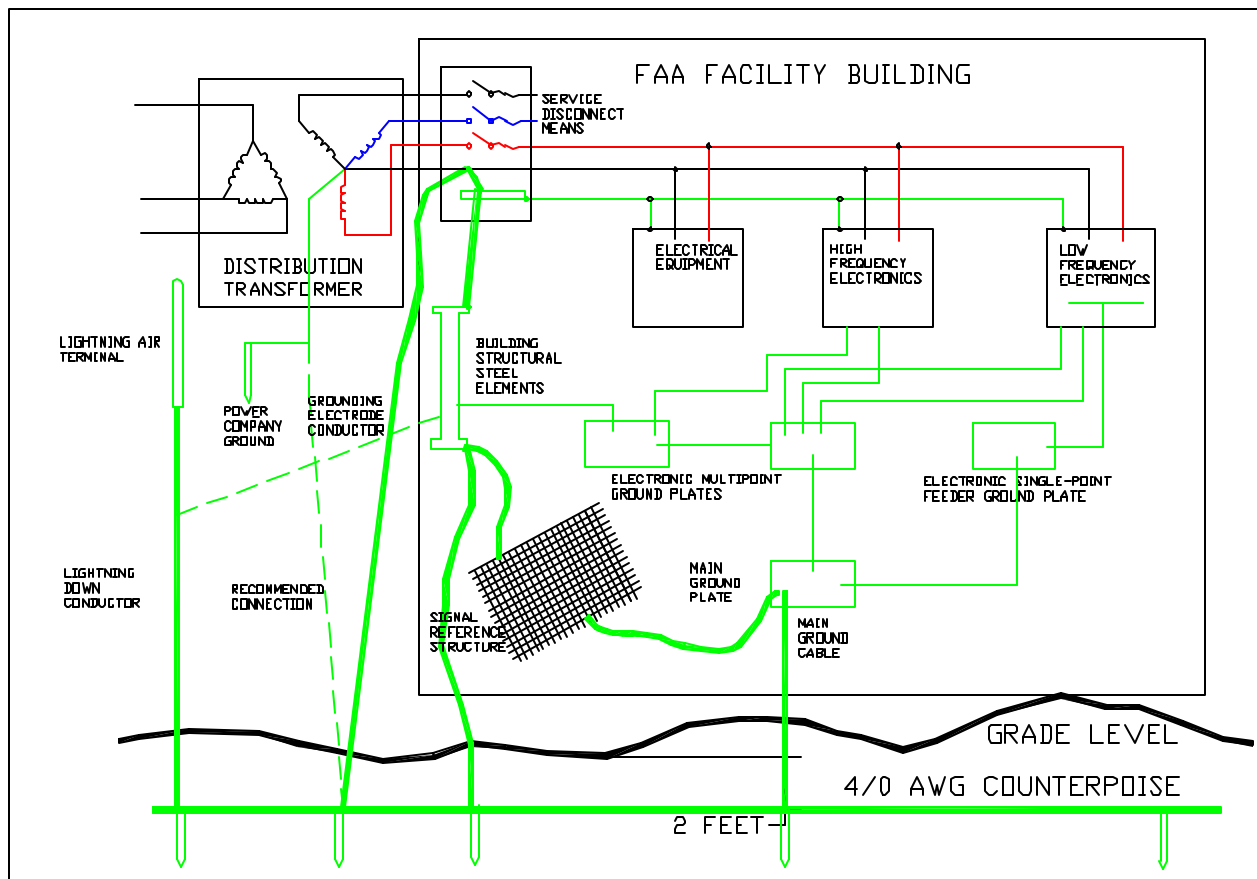 FAA FACILITY BUILDING
SERVICE
DISCONNECT
MEANS
DISTRIBUTION
TRANSFORMER
ELECTRICAL
EQUIPMENT
HIGH
FREQUENCY
ELECTRONICS
LOW
FREQUENCY
ELECTRONICS
LIGHTNING AIR
TERMINAL
BUILDING
STRUCTURAL
STEEL
ELEMENTS
POWER
COMPANY
GROUND
GROUNDING
ELECTRODE
CONDUCTOR
ELECTRONIC MULTIPOINT
GROUND PLATES
ELECTRONIC SINGLE-POINT
FEEDER GROUND PLATE
LIGHTNING
DOWN
CONDUCTOR
RECOMMENDED
CONNECTION
SIGNAL
REFERENCE
STRUCTURE
MAIN
GROUND
PLATE
MAIN
GROUND
CABLE
GRADE LEVEL
4/0 AWG COUNTERPOISE
2 FEET